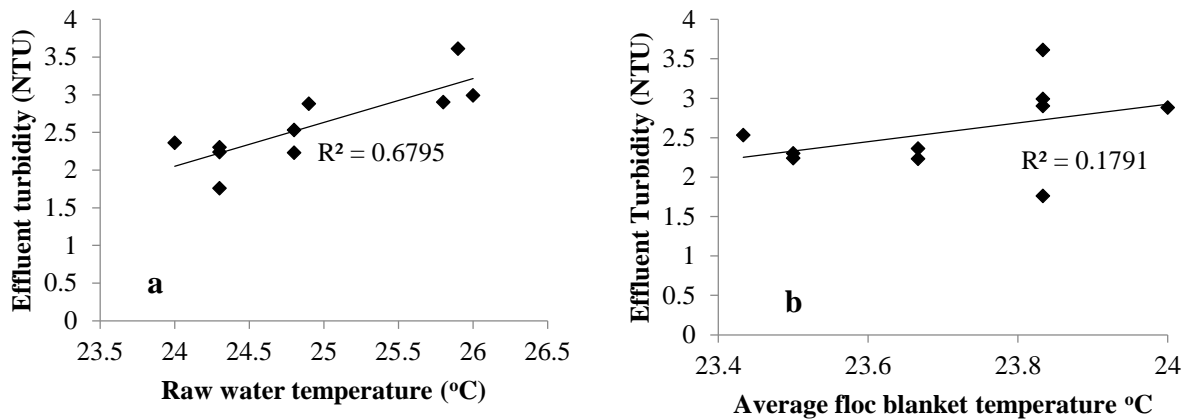 Effluent turbidity (NTU)
4
3.5
3
2.5
2
1.5
1
0.5
0
R² = 0.6795
a
23.5 24 24.5 25 25.5 26 26.5
Raw water temperature (ᵒC)
Effluent Turbidity (NTU)
4
3.5
3
2.5
2
1.5
1
0.5
0
R² = 0.1791
b
23.4 23.6 23.8 24
Average floc blanket temperature ᵒC